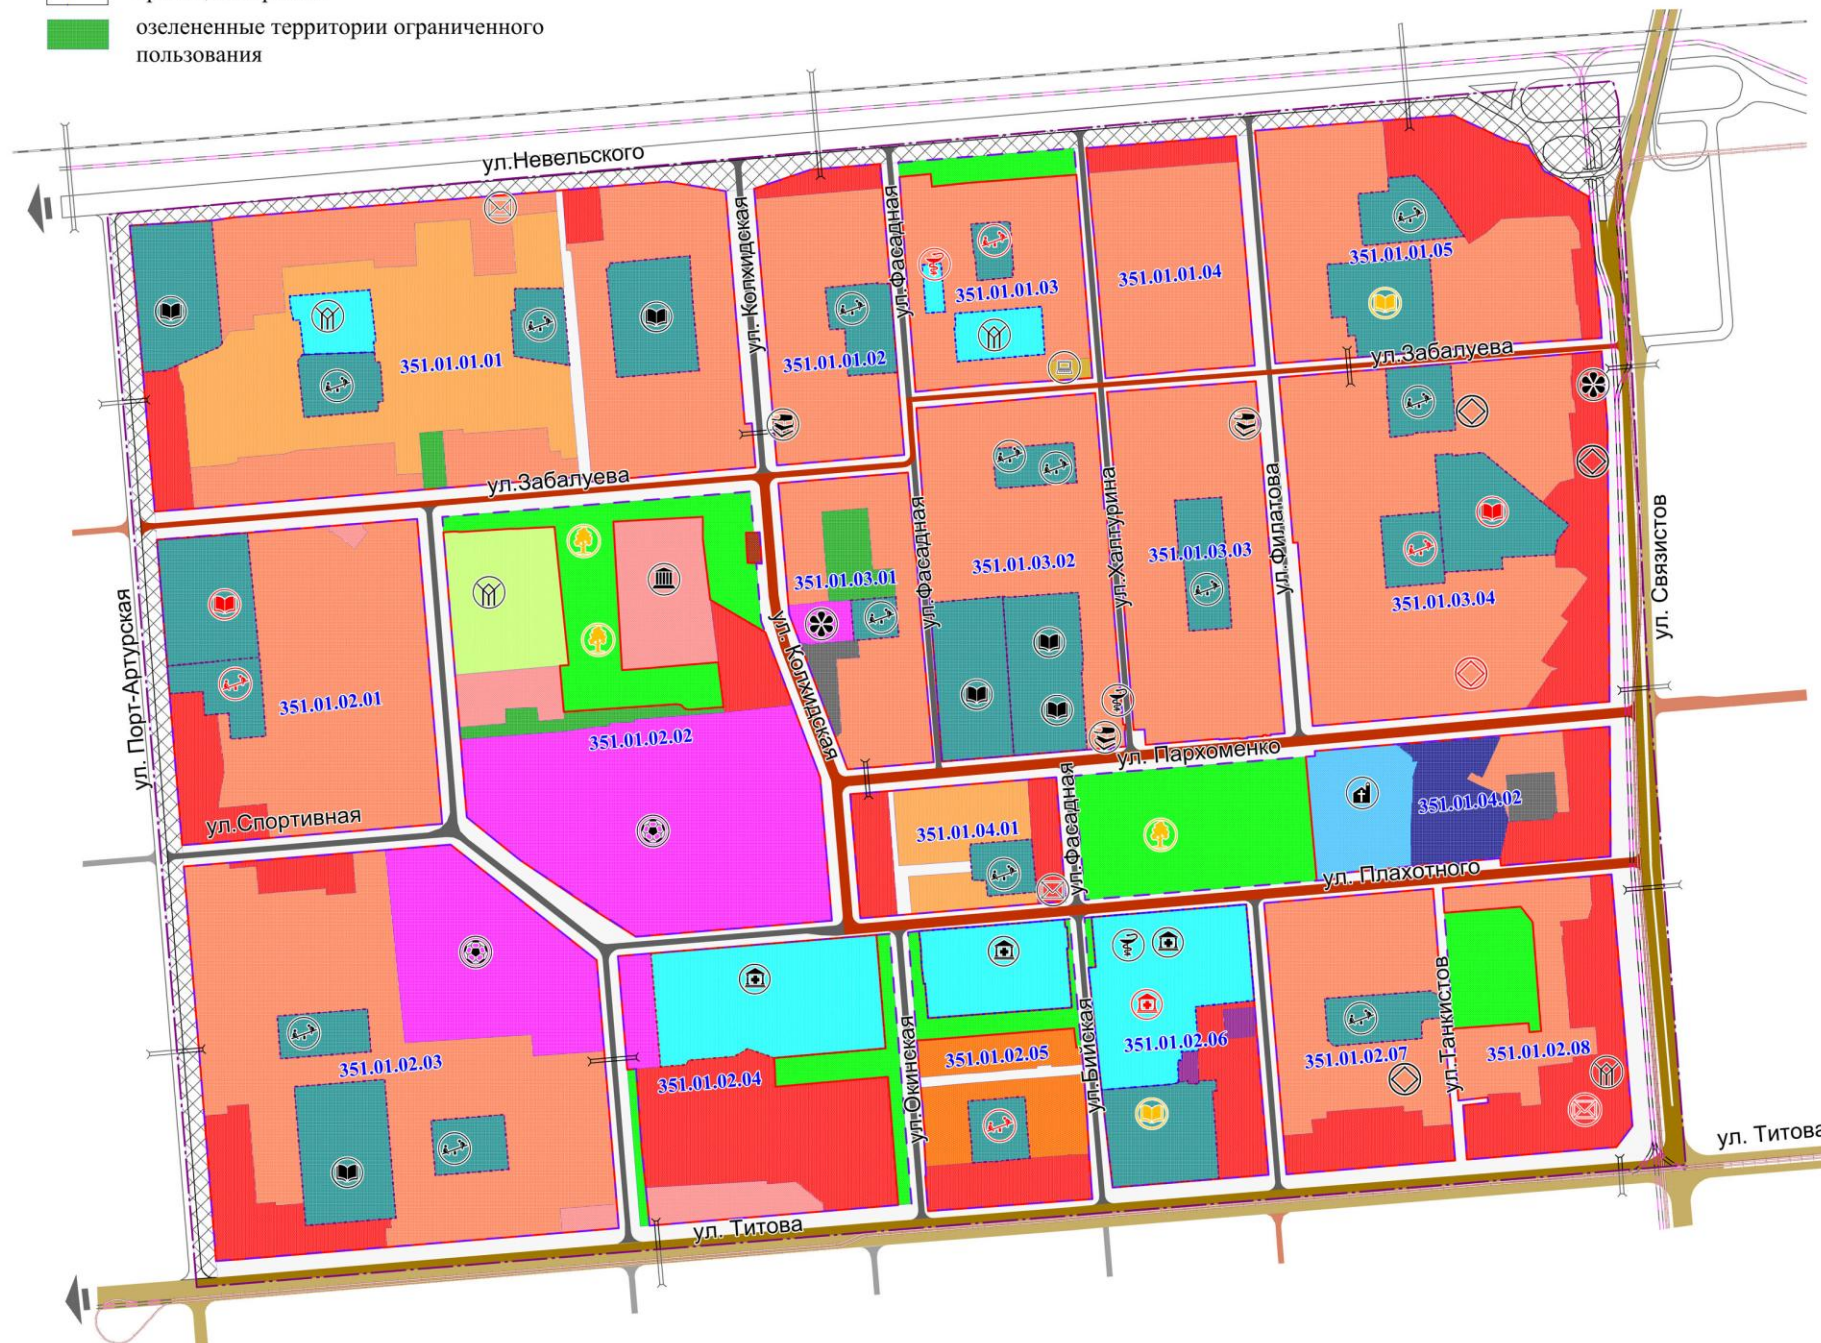 озелененные территории ограниченного
пользования
ул.Невельского
ул. Колхидская
ул.Фасадная
351.01.01.01
351.01.01.02
351.01.01.03
351.01.01.04
351.01.01.05
ул.Забалуева
ул.Забалуева
ул.Фасадная
ул.Халтурина
ул.Филатова
ул. Связистов
351.01.03.01
351.01.03.02
351.01.03.03
351.01.03.04
ул. Порт-Артурская
351.01.02.01
351.01.02.02
ул. Колхидская
ул. Пархоменко
ул.Спортивная
351.01.04.01
ул.Фасадная
351.01.04.02
ул. Плахотного
351.01.02.03
351.01.02.04
ул.Окинская
351.01.02.05
ул.Бийская
351.01.02.06
351.01.02.07
ул.Танкистов
351.01.02.08
ул. Титова
ул. Титова